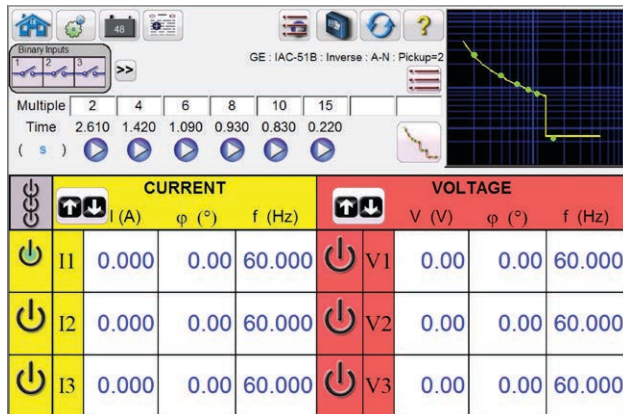 48
?
Binary Inputs
1 2 3
>>
GE : IAC-51B : Inverse : A-N : Pickup=2
Multiple 2 4 6 8 10 15
Time 2.610 1.420 1.090 0.930 0.830 0.220
( s )
CURRENT VOLTAGE
I (A) φ (°) f (Hz) V (V) φ (°) f (Hz)
I1 0.000 0.00 60.000 V1 0.00 0.00 60.000
I2 0.000 0.00 60.000 V2 0.00 0.00 60.000
I3 0.000 0.00 60.000 V3 0.00 0.00 60.000